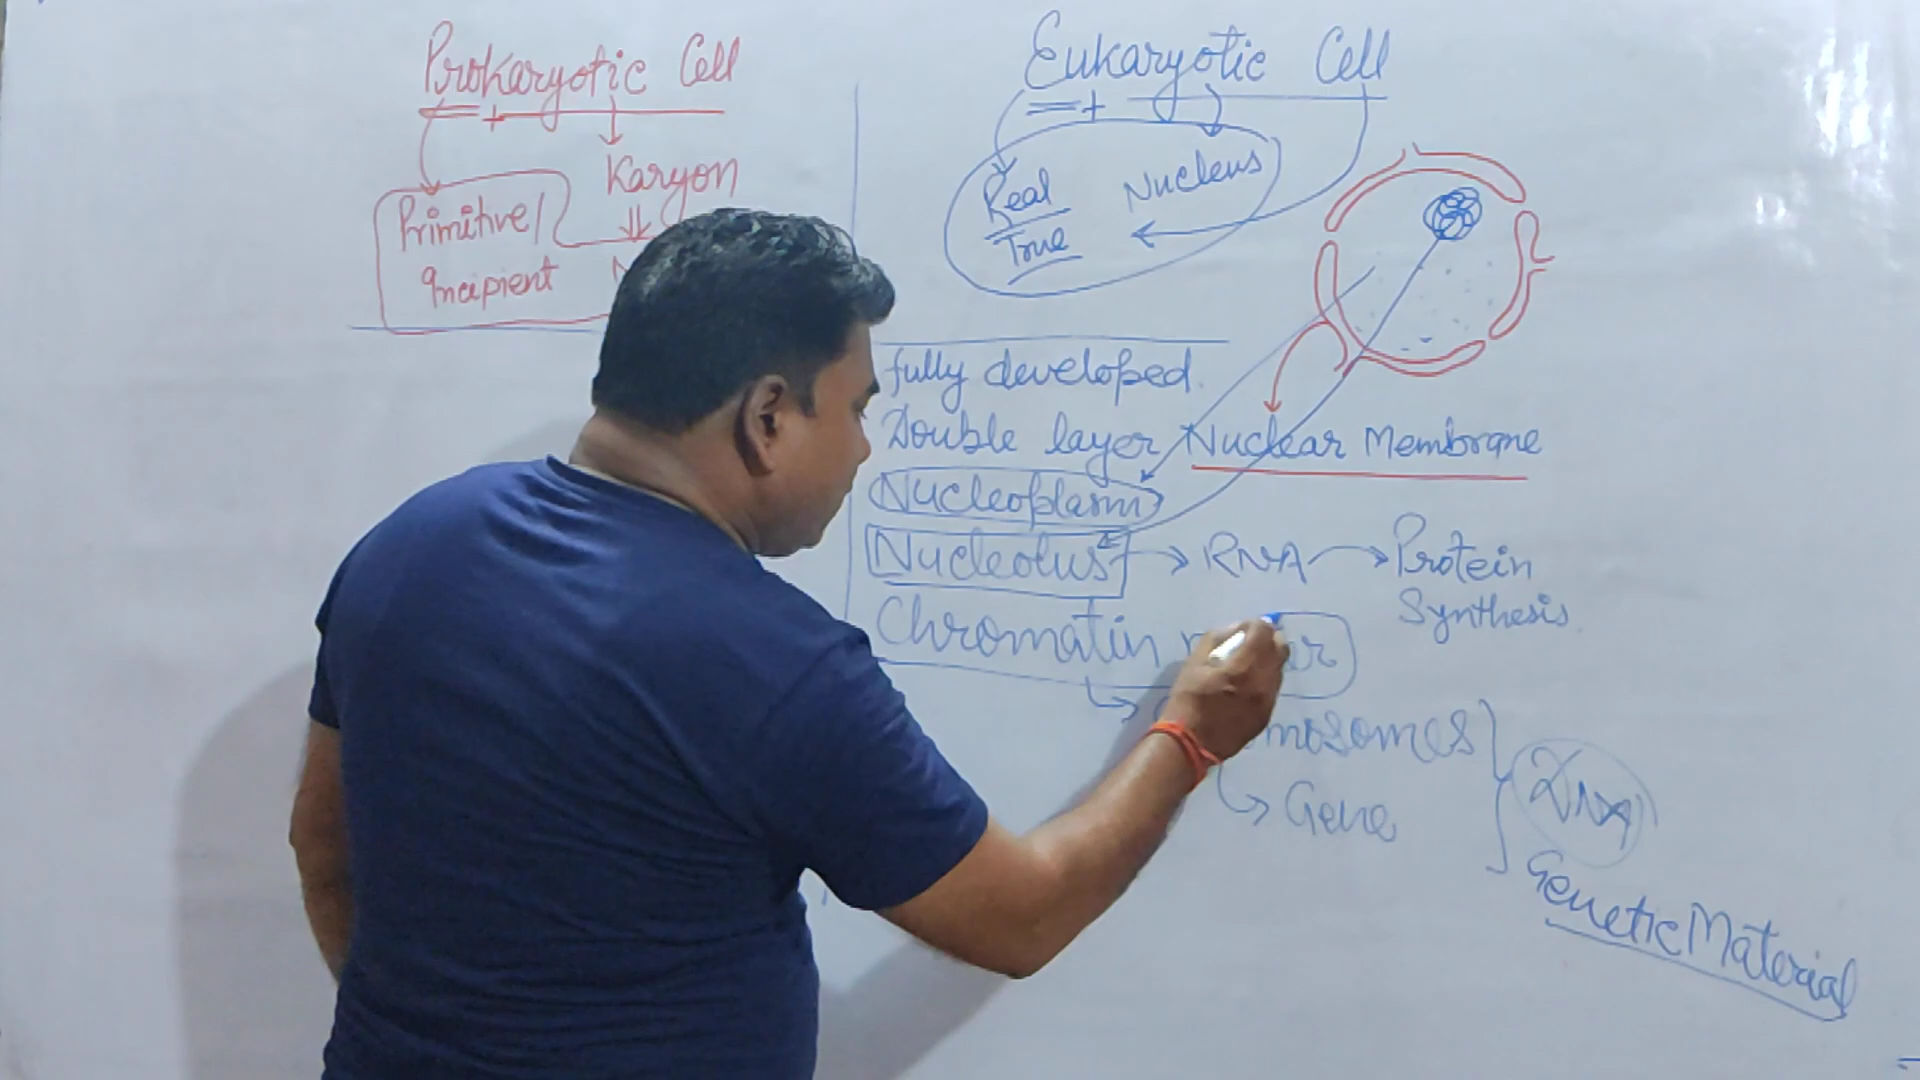 Prokaryotic Cell
Karyon
Primitive/
Incipient
Eukaryotic Cell
Real Nucleus
True
fully developed.
Double layer Nuclear Membrane
Nucleoplasm
Nucleolus → RNA → Protein
Synthesis
Chromatin
Gene
DNA
Genetic Material